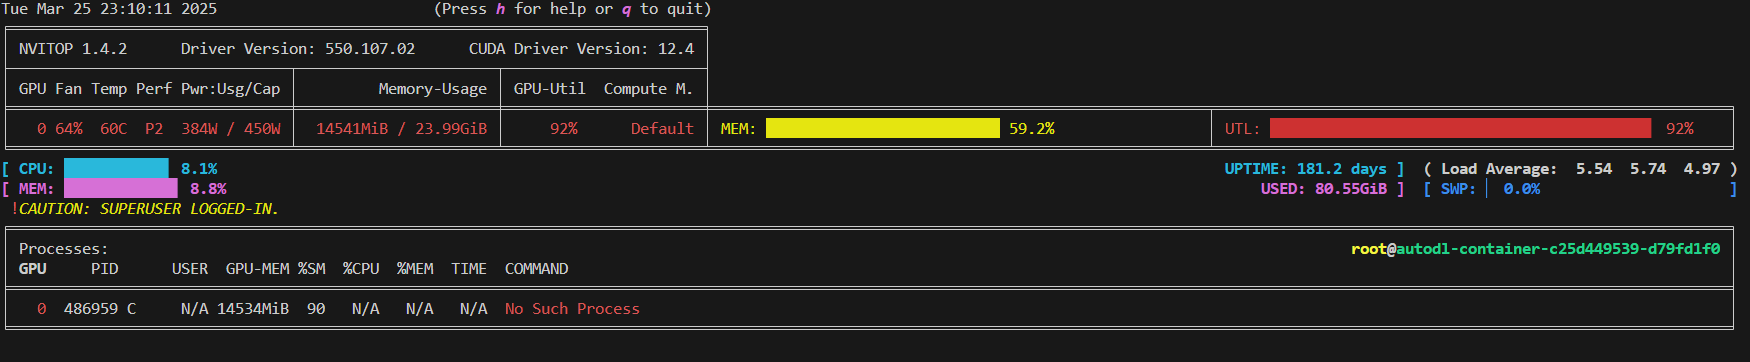 Tue Mar 25 23:10:11 2025 (Press h for help or q to quit)
NVITOP 1.4.2 Driver Version: 550.107.02 CUDA Driver Version: 12.4
GPU Fan Temp Perf Pwr:Usg/Cap Memory-Usage GPU-Util Compute M.
0 64% 60C P2 384W / 450W 14541MiB / 23.99GiB 92% Default MEM: 59.2% UTL: 92%
[ CPU: 8.1% UPTIME: 181.2 days ] ( Load Average: 5.54 5.74 4.97 )
[ MEM: 8.8% USED: 80.55GiB ] [ SWP: 0.0% ]
!CAUTION: SUPERUSER LOGGED-IN.
Processes: root@autodl-container-c25d449539-d79fd1f0
GPU PID USER GPU-MEM %SM %CPU %MEM TIME COMMAND
0 486959 C N/A 14534MiB 90 N/A N/A N/A No Such Process